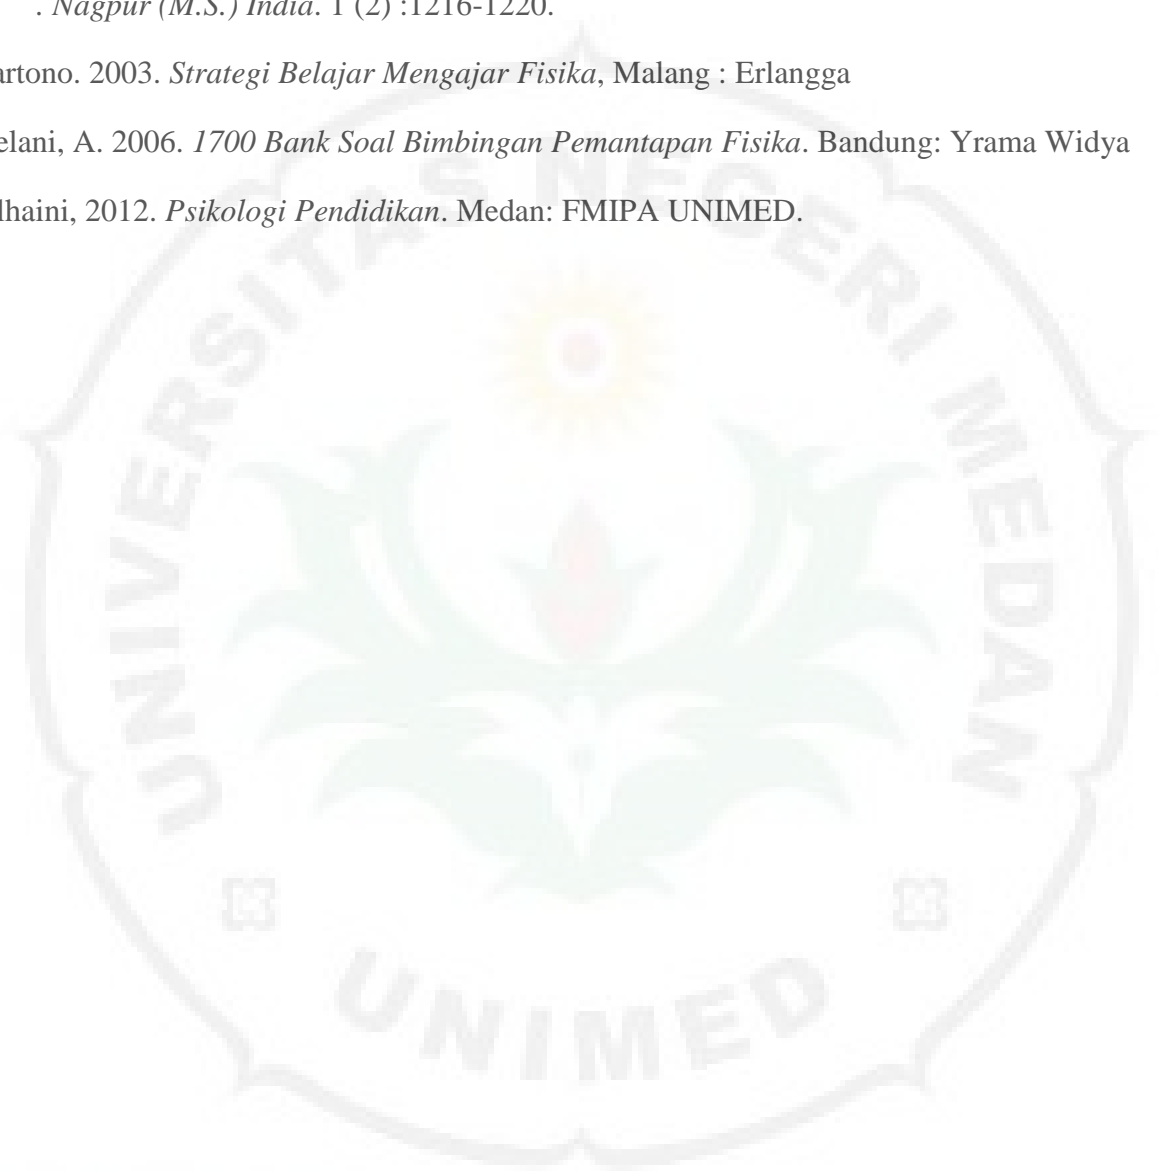 . Nagpur (M.S.) India. 1 (2) :1216-1220.
artono. 2003. Strategi Belajar Mengajar Fisika, Malang : Erlangga
elani, A. 2006. 1700 Bank Soal Bimbingan Pemantapan Fisika. Bandung: Yrama Widya
lhaini, 2012. Psikologi Pendidikan. Medan: FMIPA UNIMED.
UNIVERSITAS NEGERI MEDAN
UNIMED